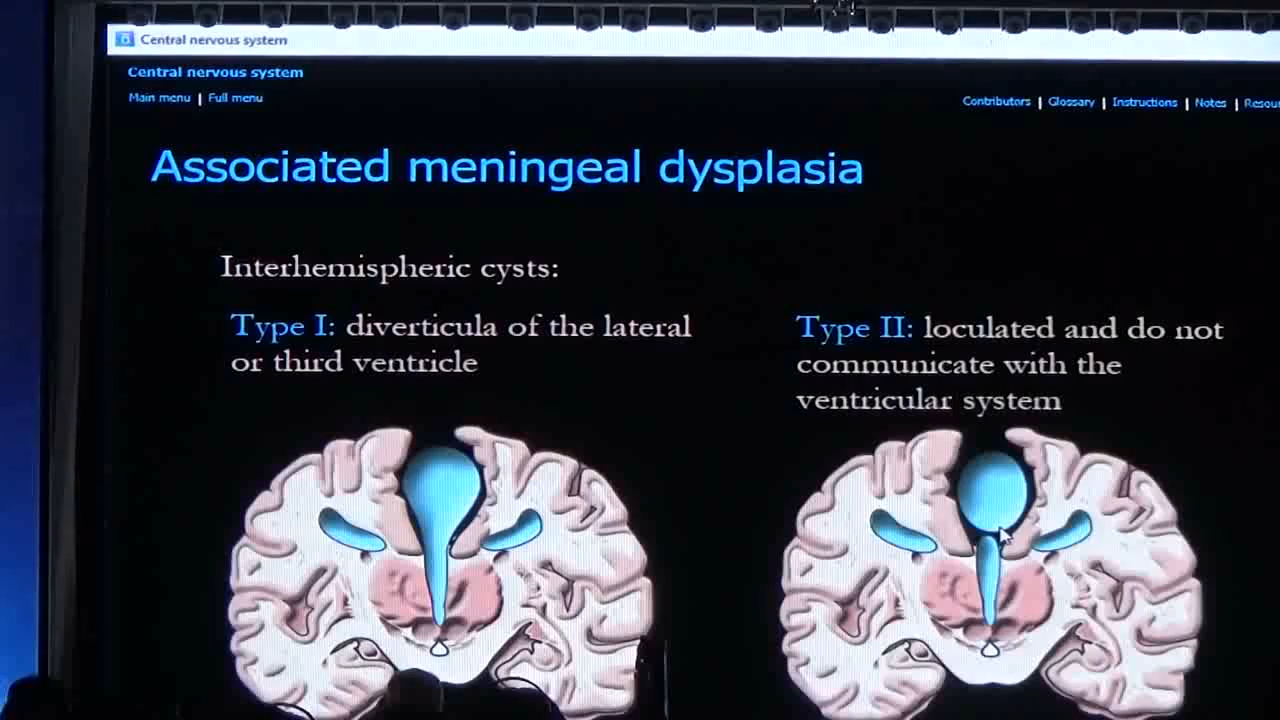 Central nervous system
Central nervous system
Main menu | Full menu
Contributors | Glossary | Instructions | Notes |
Associated meningeal dysplasia
Interhemispheric cysts:
Type I: diverticula of the lateral
or third ventricle
Type II: loculated and do not
communicate with the
ventricular system